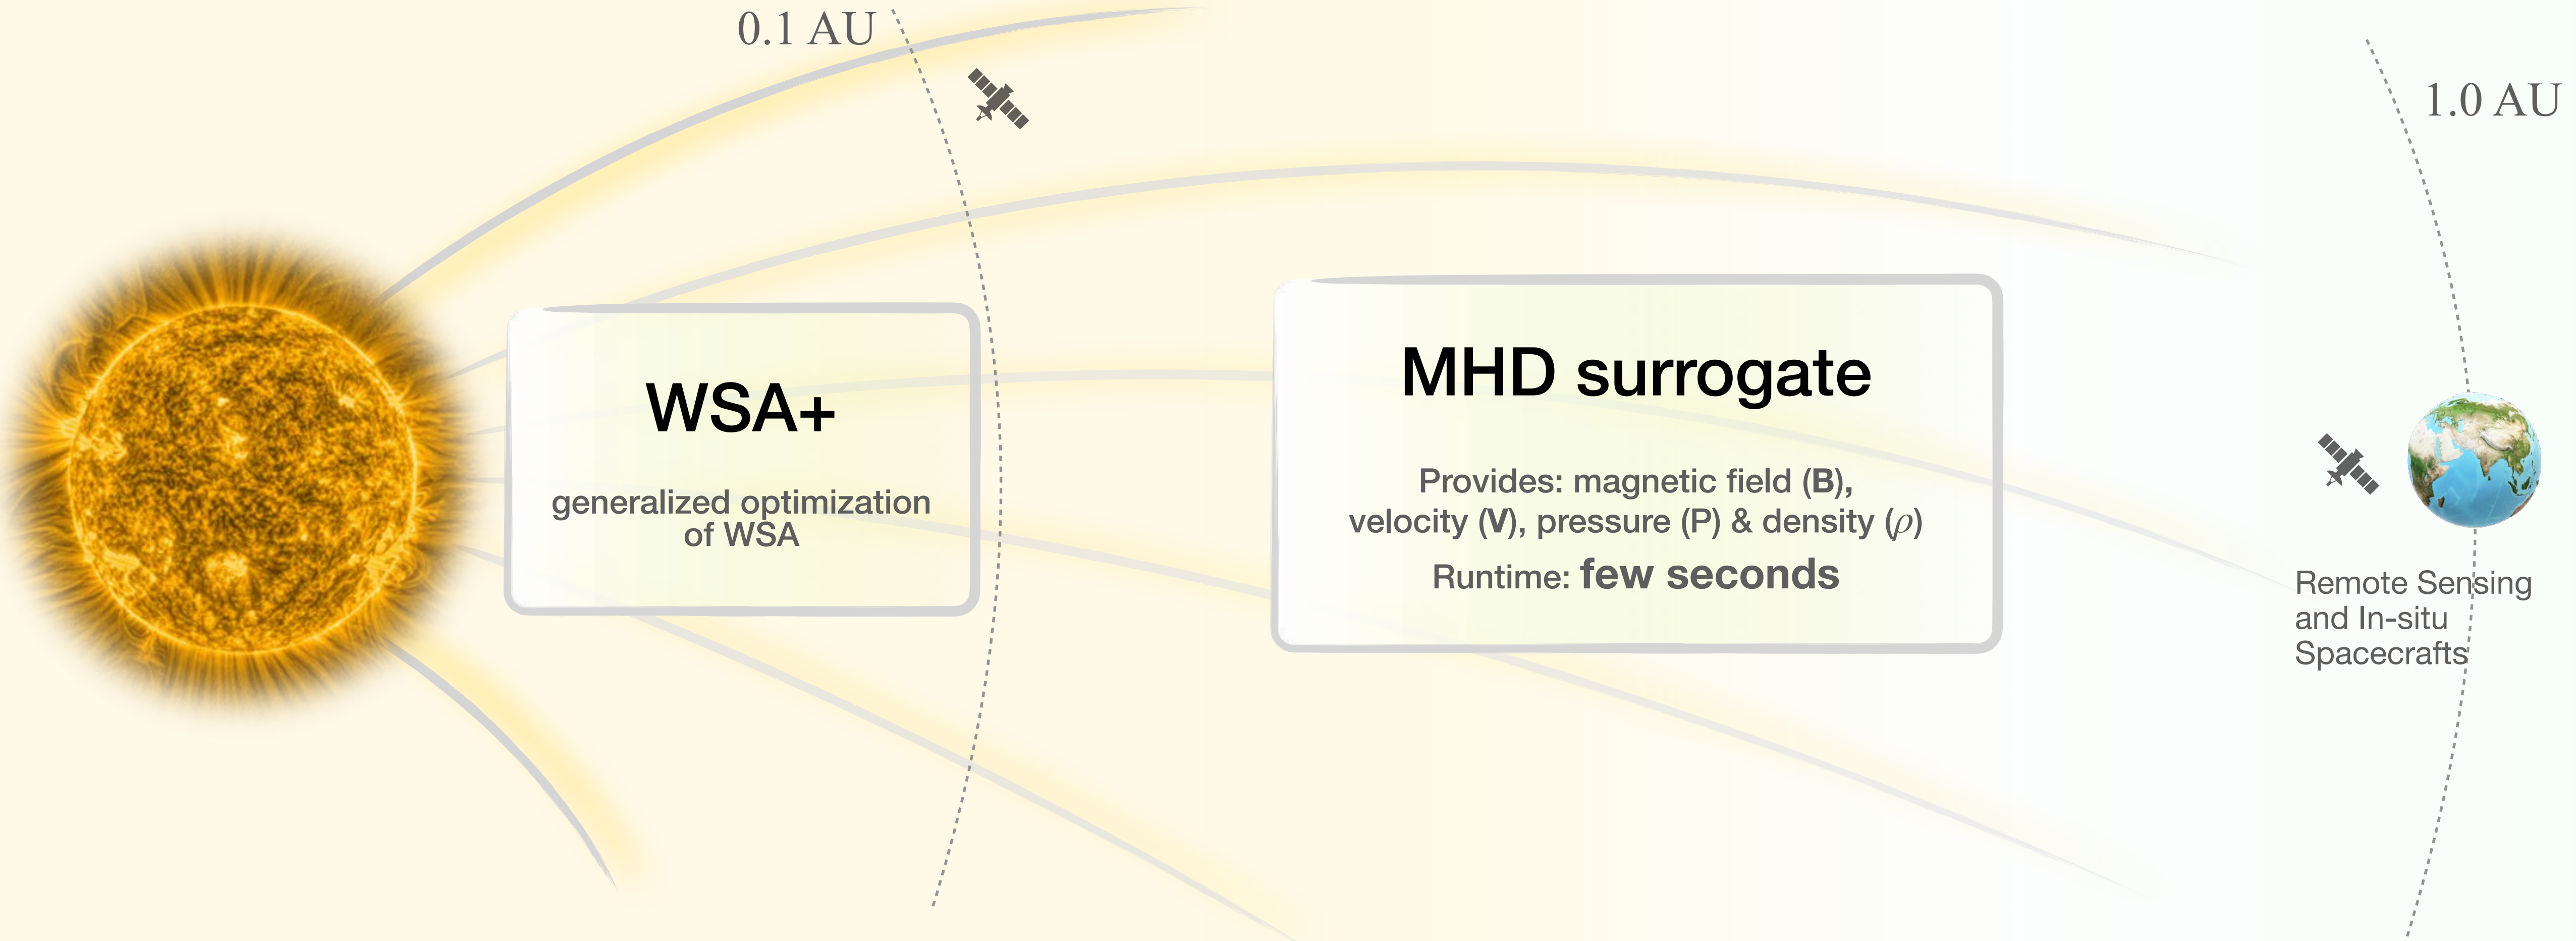 0.1 AU
1.0 AU
WSA+
generalized optimization
of WSA
MHD surrogate
Provides: magnetic field (B),
velocity (V), pressure (P) & density (ρ)
Runtime: few seconds
Remote Sensing
and In-situ
Spacecrafts